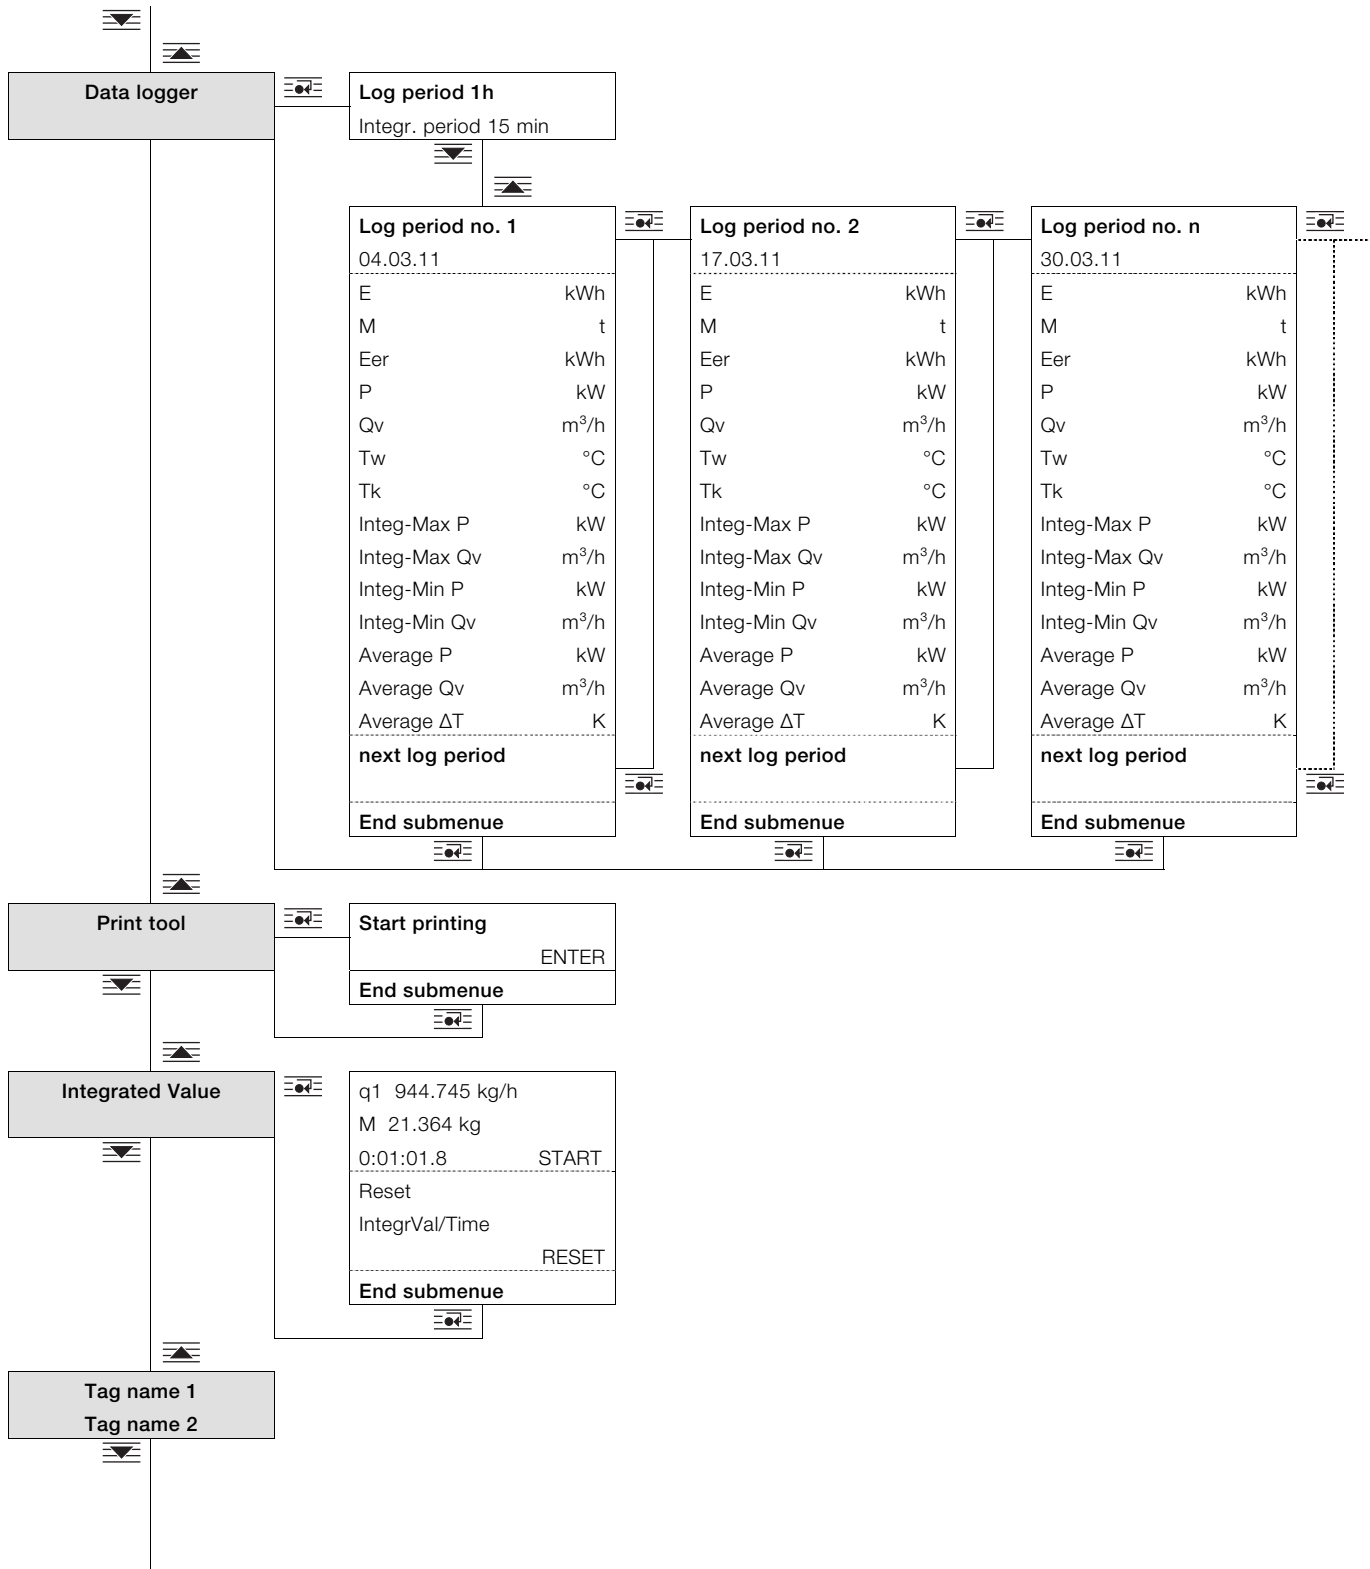 Data logger
Log period 1h
Integr. period 15 min
Log period no. 1
04.03.11
E kWh
M t
Eer kWh
P kW
Qv m³/h
Tw °C
Tk °C
Integ-Max P kW
Integ-Max Qv m³/h
Integ-Min P kW
Integ-Min Qv m³/h
Average P kW
Average Qv m³/h
Average ΔT K
next log period
End submenue
Log period no. 2
17.03.11
E kWh
M t
Eer kWh
P kW
Qv m³/h
Tw °C
Tk °C
Integ-Max P kW
Integ-Max Qv m³/h
Integ-Min P kW
Integ-Min Qv m³/h
Average P kW
Average Qv m³/h
Average ΔT K
next log period
End submenue
Log period no. n
30.03.11
E kWh
M t
Eer kWh
P kW
Qv m³/h
Tw °C
Tk °C
Integ-Max P kW
Integ-Max Qv m³/h
Integ-Min P kW
Integ-Min Qv m³/h
Average P kW
Average Qv m³/h
Average ΔT K
next log period
End submenue
Print tool
Start printing
ENTER
End submenue
Integrated Value
q1 944.745 kg/h
M 21.364 kg
0:01:01.8 START
Reset
IntegrVal/Time
RESET
End submenue
Tag name 1
Tag name 2